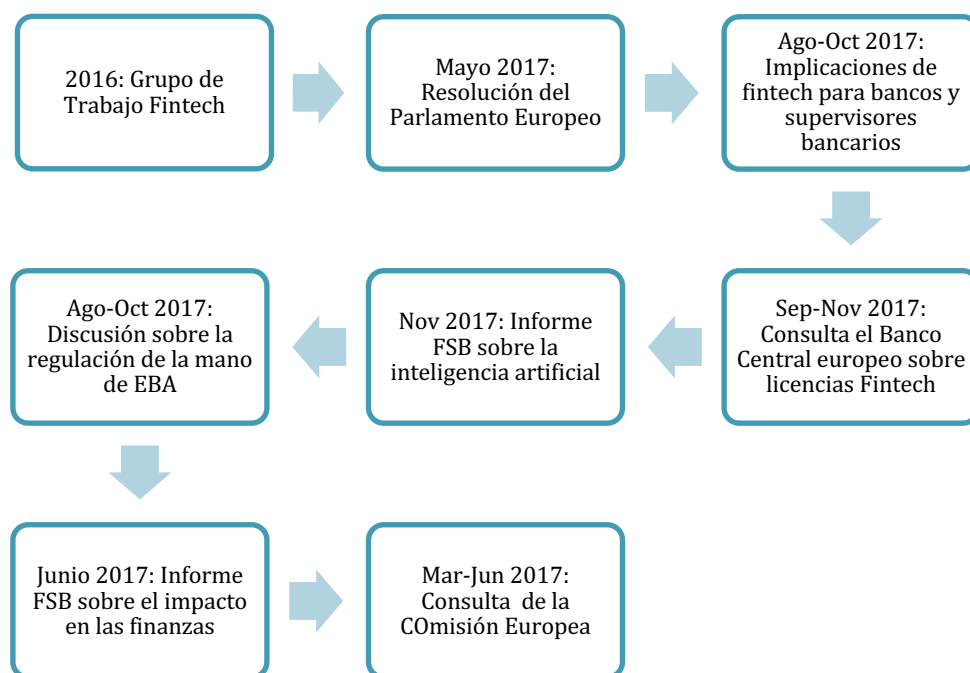 2016: Grupo de
Trabajo Fintech
Mayo 2017:
Resolución del
Parlamento Europeo
Ago-Oct 2017:
Implicaciones de
fintech para bancos y
supervisores
bancarios
Sep-Nov 2017:
Consulta el Banco
Central europeo sobre
licencias Fintech
Nov 2017: Informe
FSB sobre la
inteligencia artificial
Ago-Oct 2017:
Discusión sobre la
regulación de la mano
de EBA
Junio 2017: Informe
FSB sobre el impacto
en las finanzas
Mar-Jun 2017:
Consulta  de la
COmisión Europea